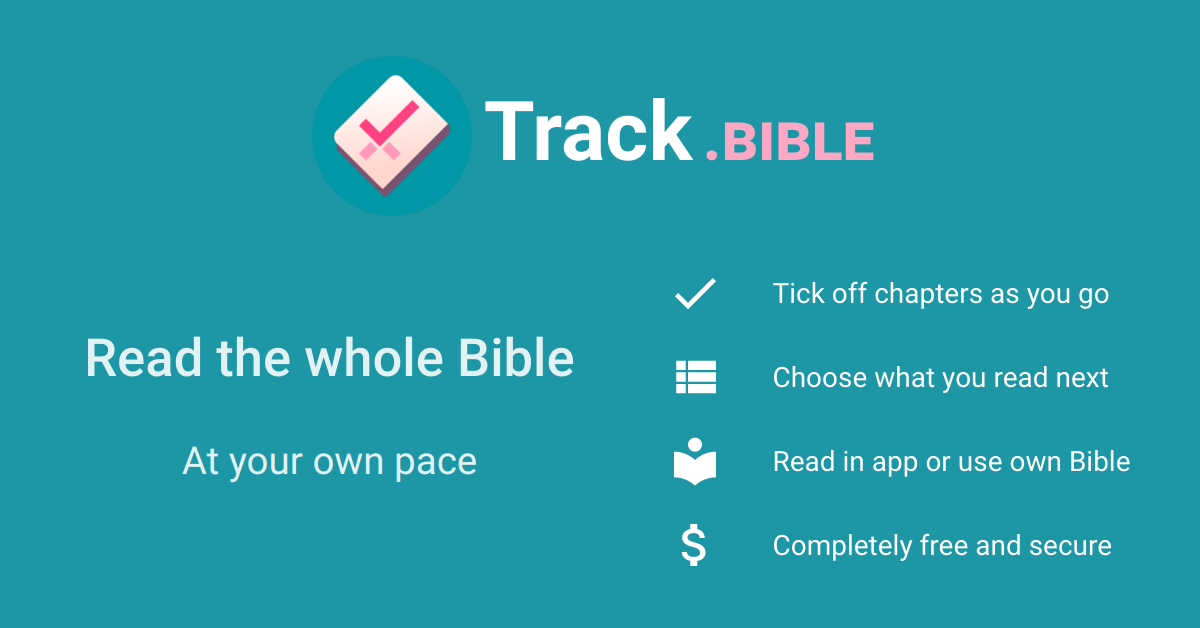 Track.BIBLE
Read the whole Bible
At your own pace
Tick off chapters as you go
Choose what you read next
Read in app or use own Bible
Completely free and secure